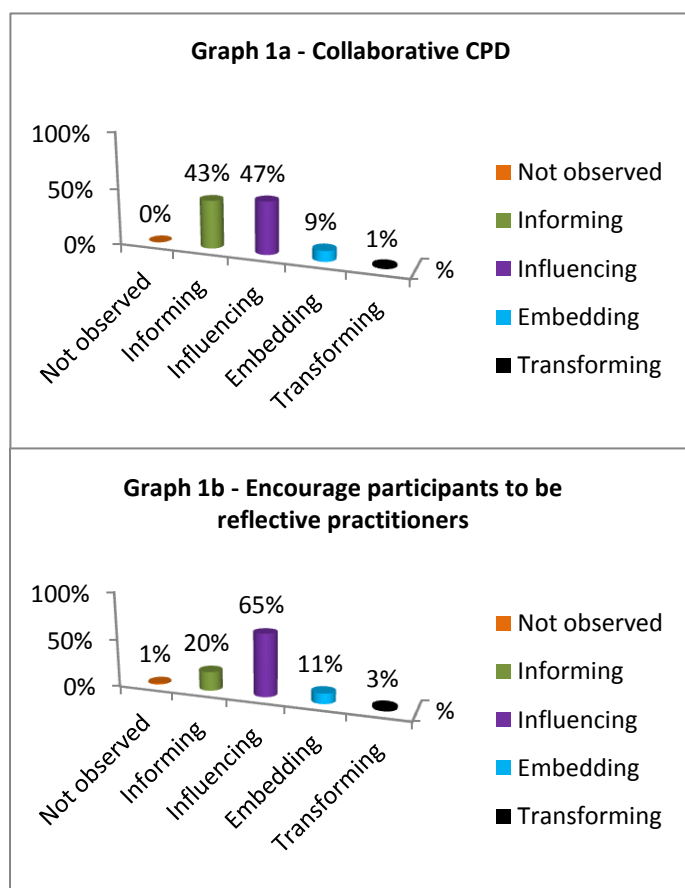 Graph 1a - Collaborative CPD
100%
50%
0%
0%
43%
47%
9%
1%
%
Not observed
Informing
Influencing
Embedding
Transforming
Not observed
Informing
Influencing
Embedding
Transforming
Graph 1b - Encourage participants to be
reflective practitioners
100%
50%
0%
1%
20%
65%
11%
3%
%
Not observed
Informing
Influencing
Embedding
Transforming
Not observed
Informing
Influencing
Embedding
Transforming